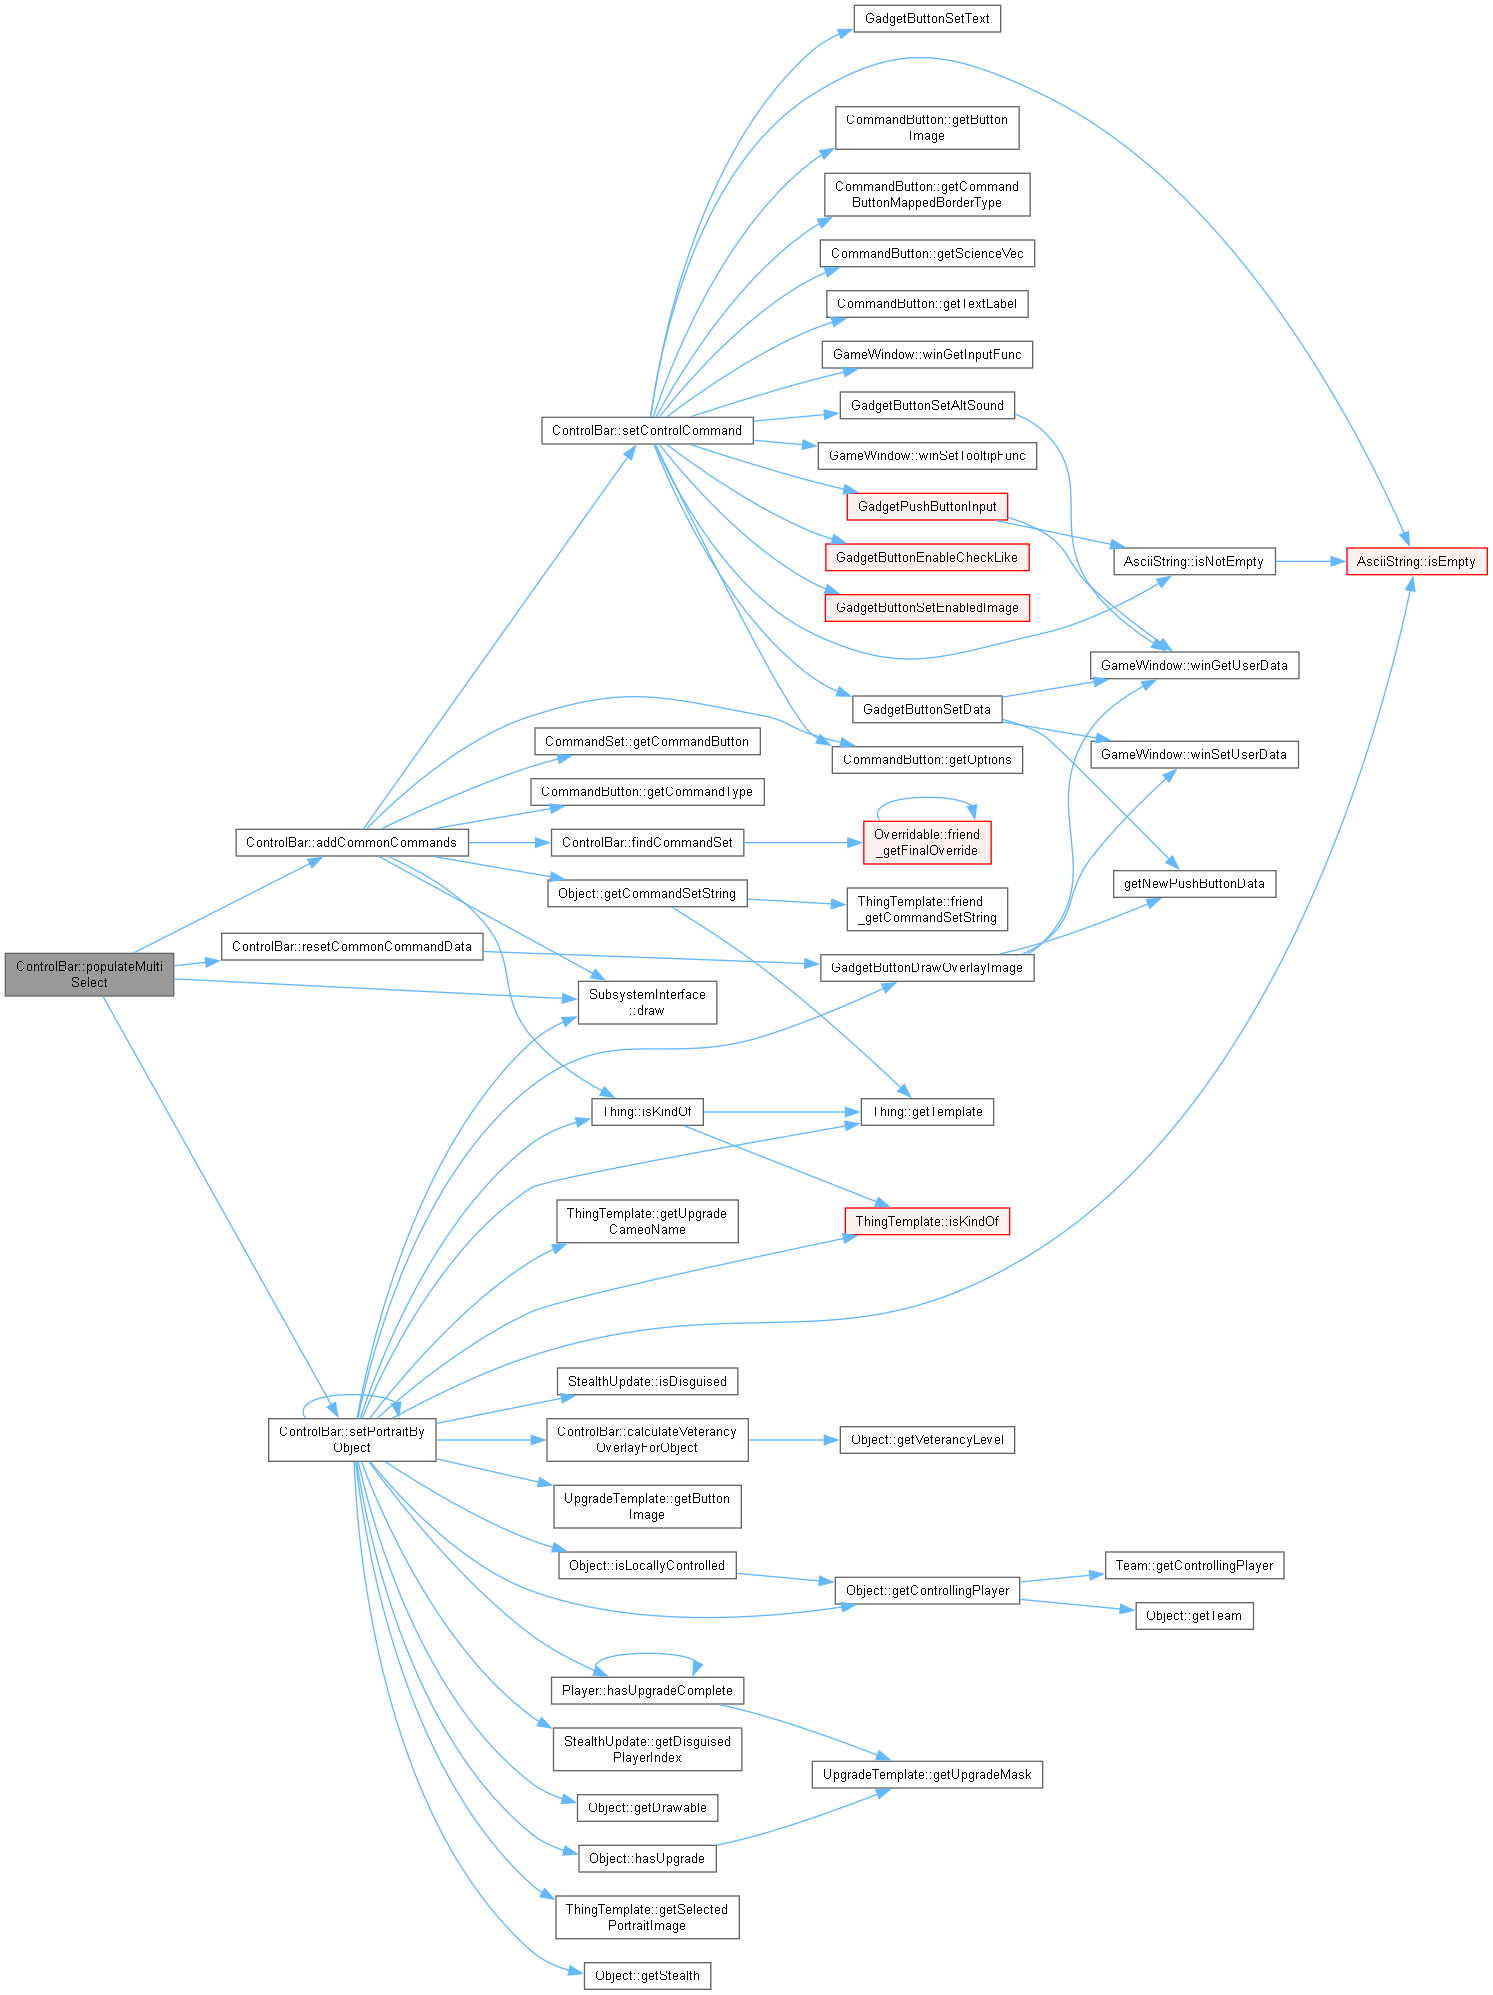 GadgetButtonSetText
CommandButton::getButton
Image
CommandButton::getCommand
ButtonMappedBorderType
CommandButton::getScienceVec
CommandButton::getTextLabel
GameWindow::winGetInputFunc
GadgetButtonSetAltSound
ControlBar::setControlCommand
GameWindow::winSetTooltipFunc
GadgetPushButtonInput
GadgetButtonEnableCheckLike
AsciiString::isNotEmpty
AsciiString::isEmpty
GadgetButtonSetEnabledImage
GameWindow::winGetUserData
GadgetButtonSetData
CommandSet::getCommandButton
GameWindow::winSetUserData
CommandButton::getOptions
CommandButton::getCommandType
ControlBar::addCommonCommands
ControlBar::findCommandSet
Overridable::friend
_getFinalOverride
getNewPushButtonData
Object::getCommandSetString
ThingTemplate::friend
_getCommandSetString
ControlBar::resetCommonCommandData
ControlBar::populateMulti
Select
GadgetButtonDrawOverlayImage
SubsystemInterface
::draw
Thing::isKindOf
Thing::getTemplate
ThingTemplate::getUpgrade
CameoName
ThingTemplate::isKindOf
StealthUpdate::isDisguised
ControlBar::setPortraitBy
Object
ControlBar::calculateVeterancy
OverlayForObject
Object::getVeterancyLevel
UpgradeTemplate::getButton
Image
Object::isLocallyControlled
Object::getControllingPlayer
Team::getControllingPlayer
Object::getTeam
Player::hasUpgradeComplete
StealthUpdate::getDisguised
PlayerIndex
UpgradeTemplate::getUpgradeMask
Object::getDrawable
Object::hasUpgrade
ThingTemplate::getSelected
PortraitImage
Object::getStealth